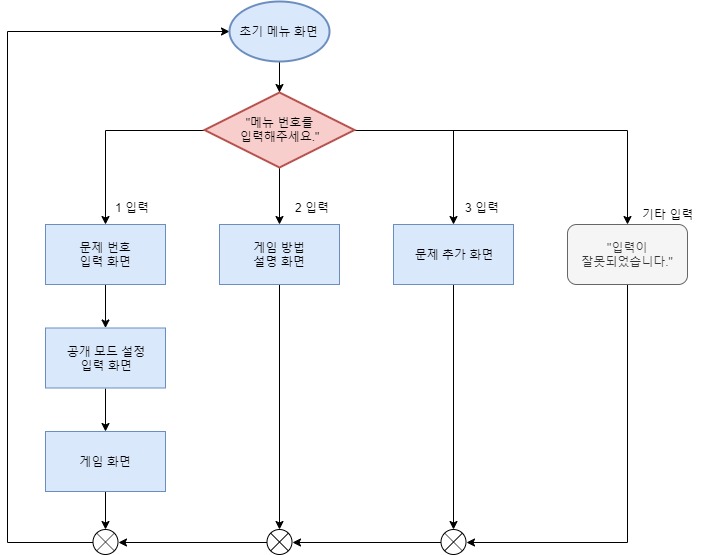 초기 메뉴 화면
"메뉴 번호를
입력해주세요."
1 입력
2 입력
3 입력
기타 입력
문제 번호
입력 화면
게임 방법
설명 화면
문제 추가 화면
"입력이
잘못되었습니다."
공개 모드 설정
입력 화면
게임 화면